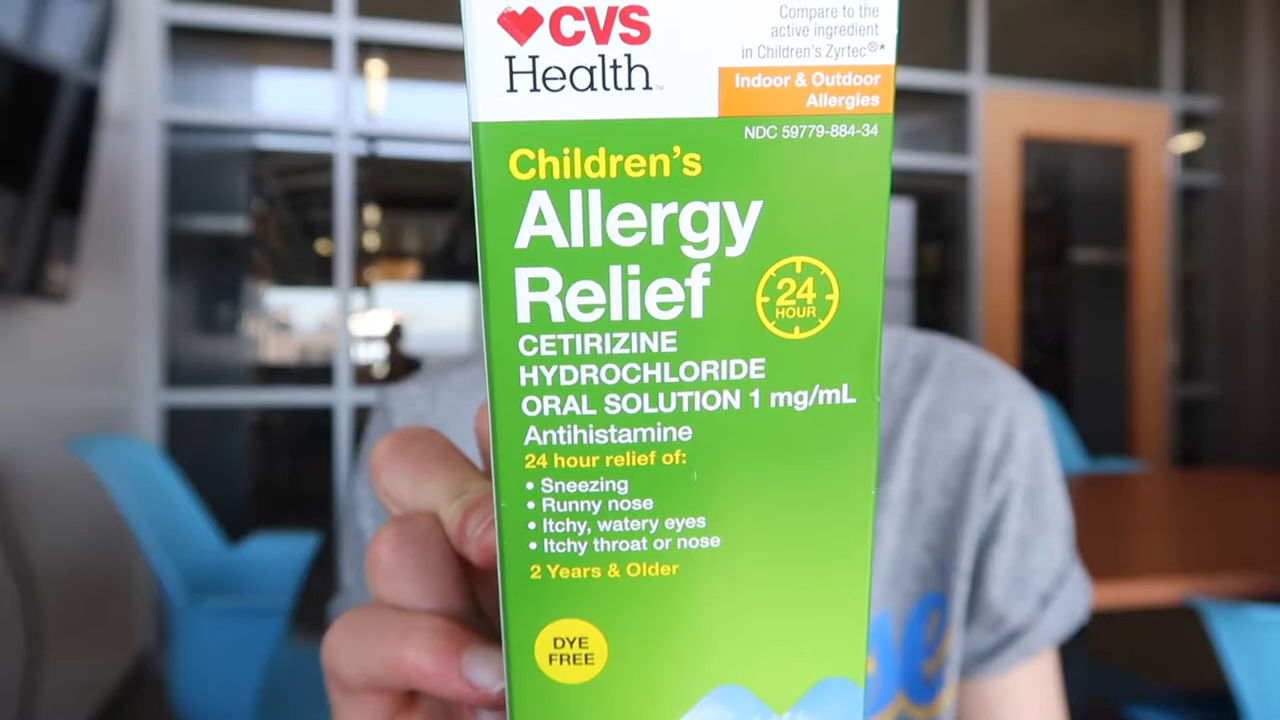 CVS
Health™
Compare to the
active ingredient
in Children's Zyrtec®*
Indoor & Outdoor
Allergies
NDC 59779-884-34
Children's
Allergy
Relief
24
HOUR
CETIRIZINE
HYDROCHLORIDE
ORAL SOLUTION 1 mg/mL
Antihistamine
24 hour relief of:
• Sneezing
• Runny nose
• Itchy, watery eyes
• Itchy throat or nose
2 Years & Older
DYE
FREE